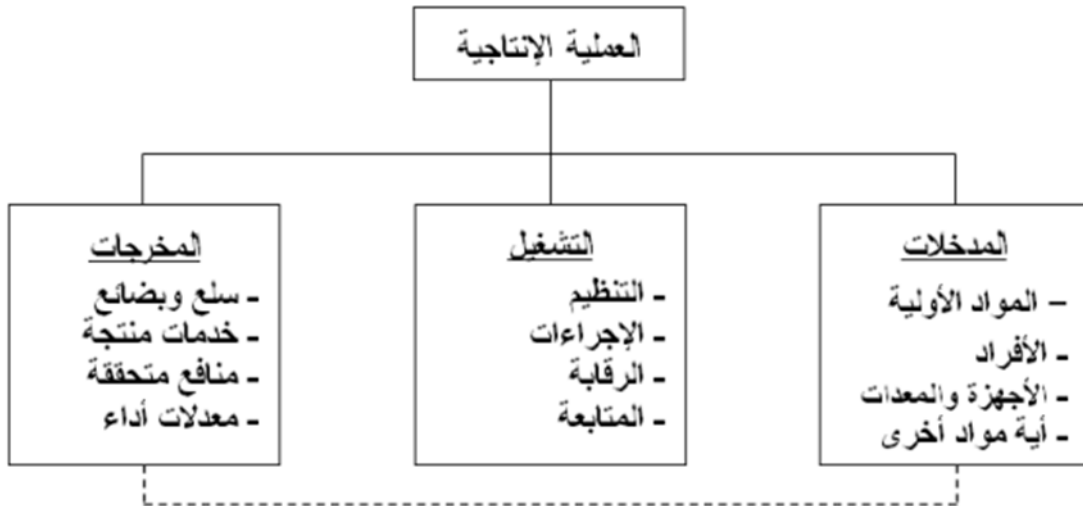 العملية الإنتاجية
المدخلات
– المواد الأولية
- الأفراد
- الأجهزة والمعدات
- أية مواد أخرى
التشغيل
- التنظيم
- الإجراءات
- الرقابة
- المتابعة
المخرجات
- سلع وبضائع
- خدمات منتجة
- منافع متحققة
- معدلات أداء